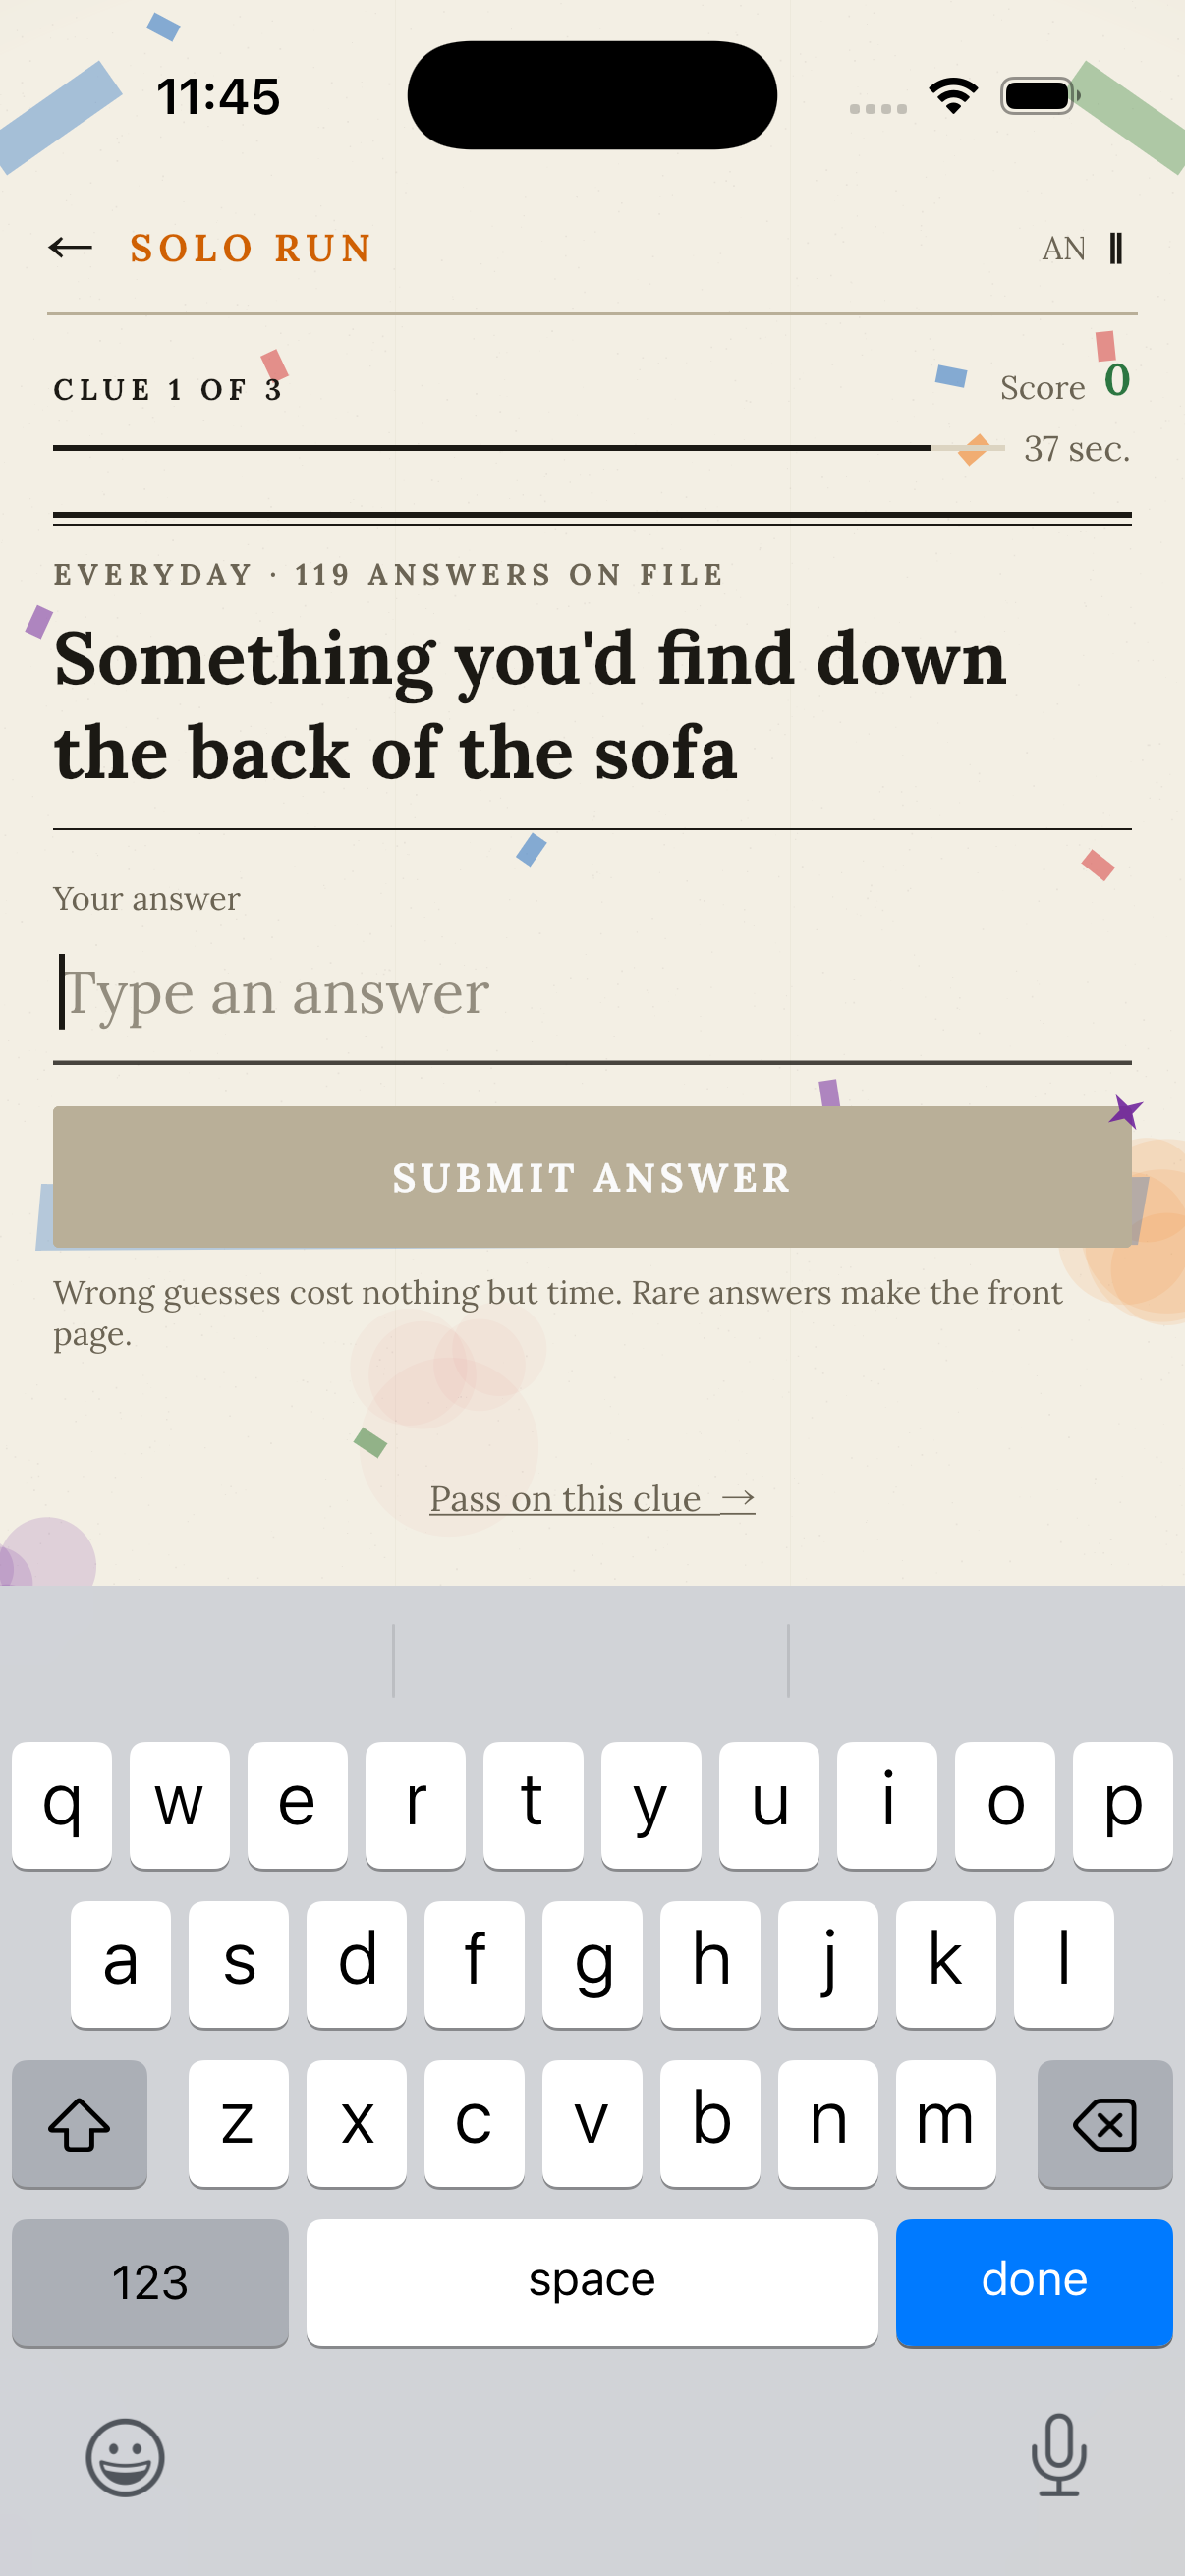 11:45
SOLO RUN
AN
CLUE 1 OF 3
Score 0
37 sec.
EVERYDAY · 119 ANSWERS ON FILE
Something you'd find down
the back of the sofa
Your answer
Type an answer
SUBMIT ANSWER
Wrong guesses cost nothing but time. Rare answers make the front
page.
Pass on this clue →
q w e r t y u i o p
a s d f g h j k l
z x c v b n m
123 space done